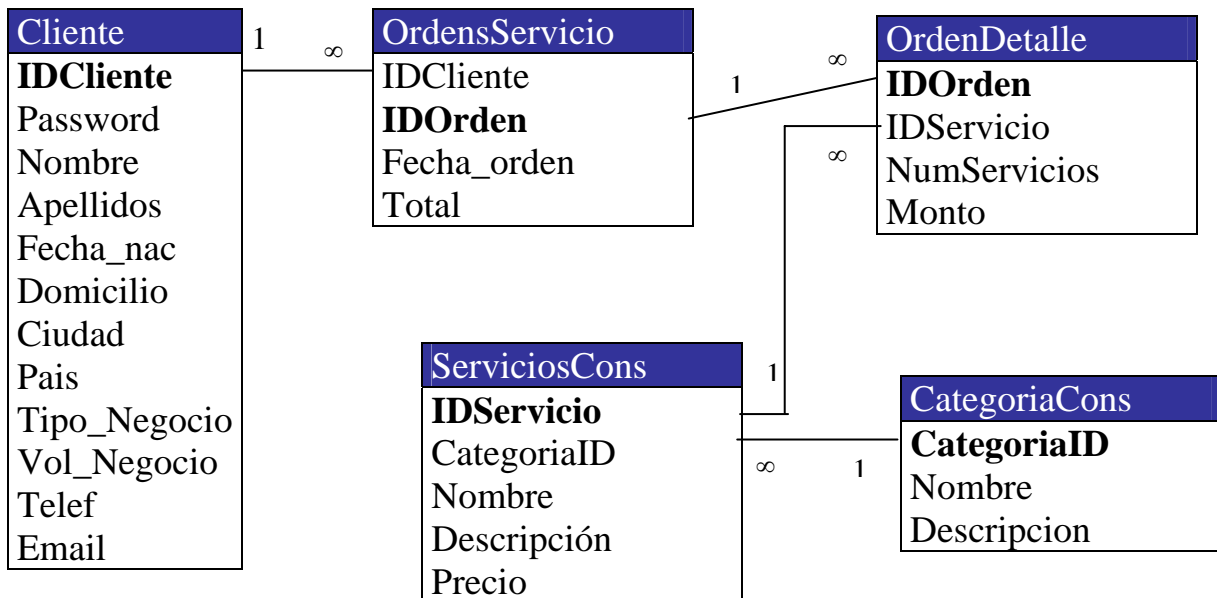 Cliente
IDCliente
Password
Nombre
Apellidos
Fecha_nac
Domicilio
Ciudad
Pais
Tipo_Negocio
Vol_Negocio
Telef
Email
1
∞
OrdensServicio
IDCliente
IDOrden
Fecha_orden
Total
1
∞
OrdenDetalle
IDOrden
IDServicio
NumServicios
Monto
∞
1
ServiciosCons
IDServicio
CategoriaID
Nombre
Descripción
Precio
∞
1
CategoriaCons
CategoriaID
Nombre
Descripcion